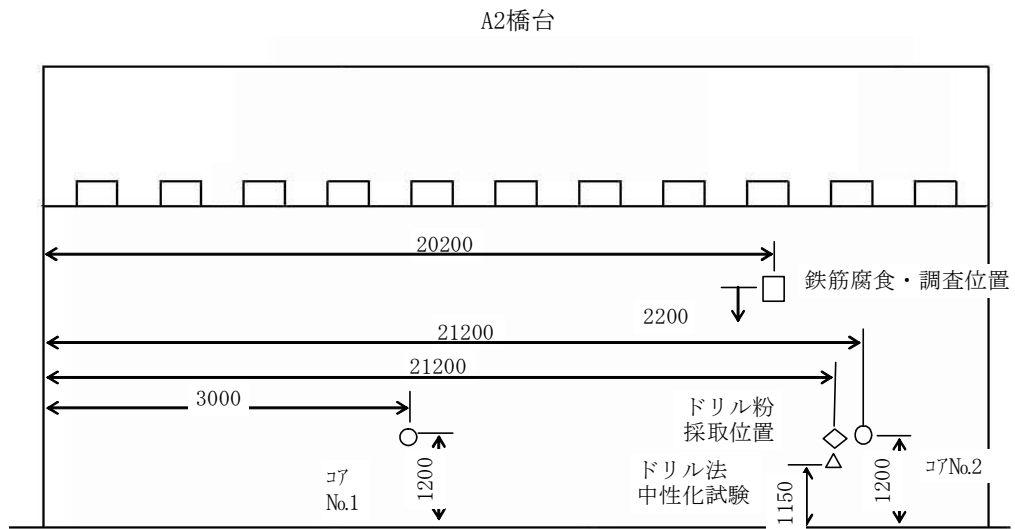 A2橋台
20200
鉄筋腐食・調査位置
2200
21200
21200
3000
ドリル粉
採取位置
コア
No.1
1200
ドリル法
中性化試験
1150
1200
コアNo.2